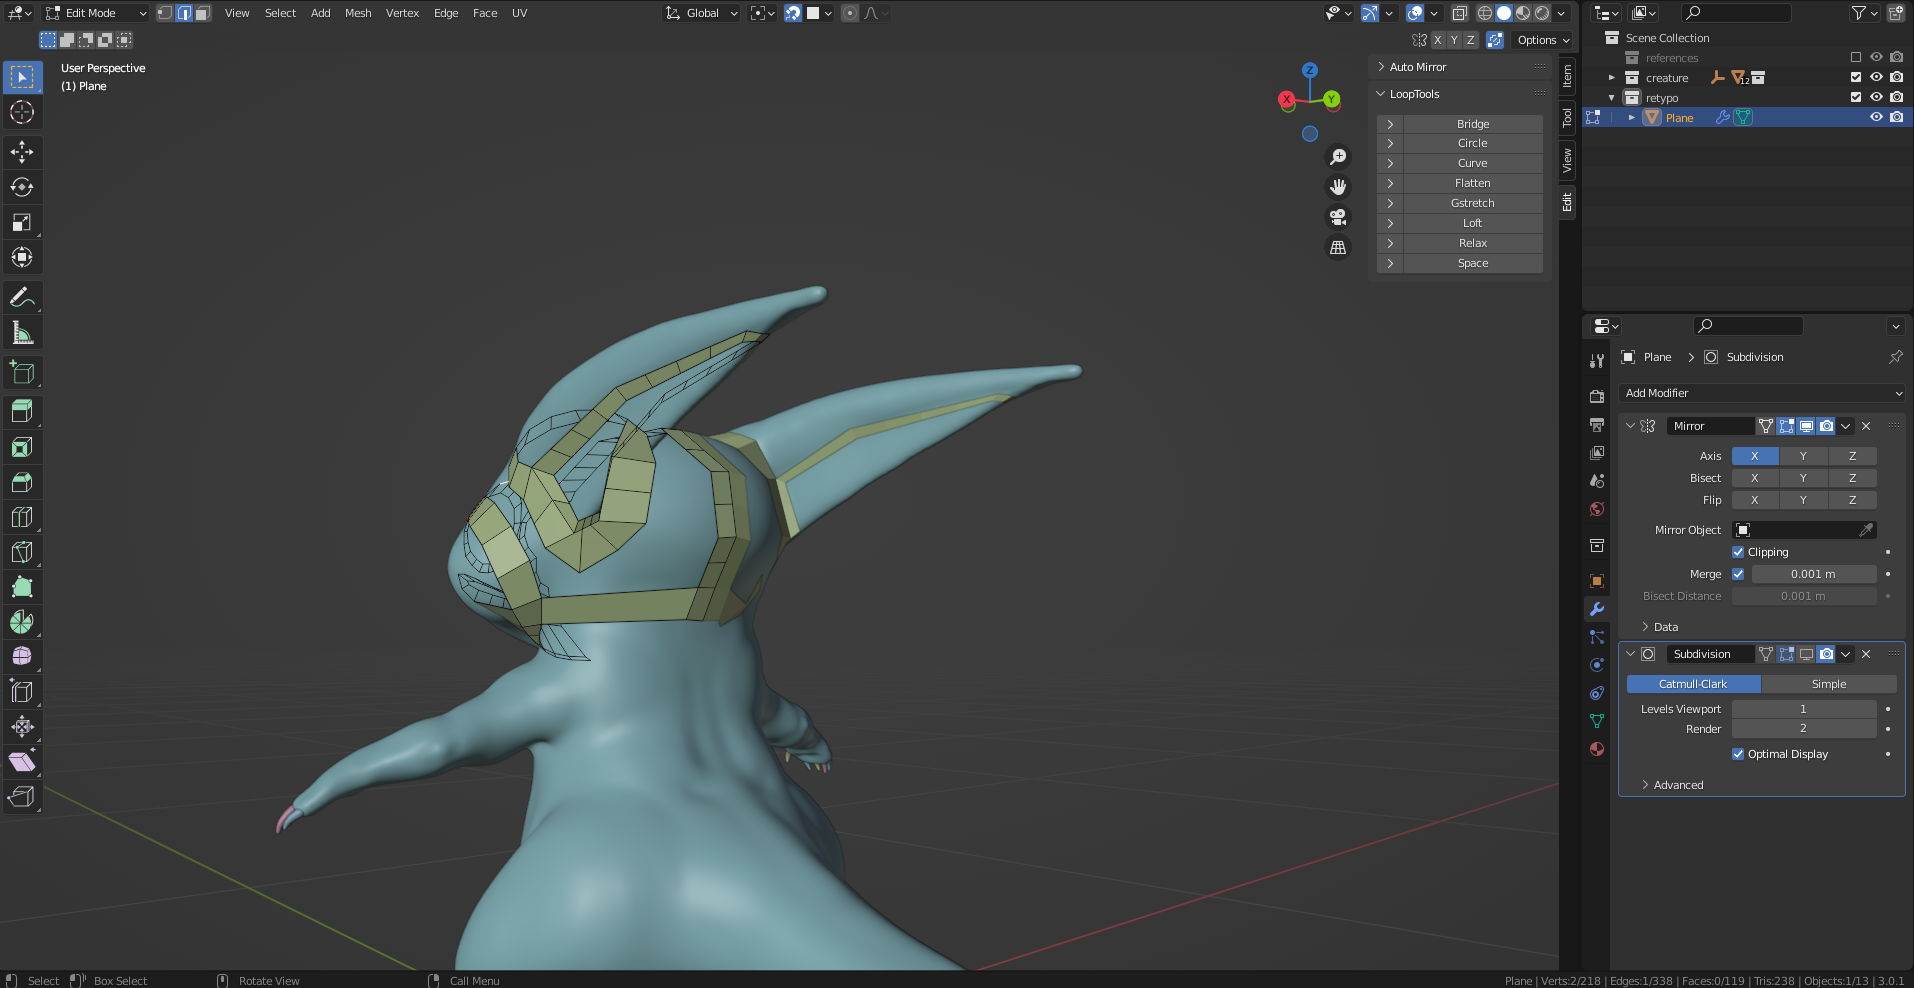 Edit Mode View Select Add Mesh Vertex Edge Face UV Global
X Y Z Options
User Perspective
(1) Plane
X Y Z
Auto Mirror
LoopTools
Bridge
Circle
Curve
Flatten
Gstretch
Loft
Relax
Space
Item
Tool
View
Edit
Scene Collection
references
creature 12
retypo
Plane
Plane > Subdivision
Add Modifier
Mirror
Axis X Y Z
Bisect X Y Z
Flip X Y Z
Mirror Object
Clipping
Merge 0.001 m
Bisect Distance 0.001 m
Data
Subdivision
Catmull-Clark Simple
Levels Viewport 1
Render 2
Optimal Display
Advanced
Select Box Select Rotate View Call Menu
Plane | Verts:2/218 | Edges:1/338 | Faces:0/119 | Tris:238 | Objects:1/13 | 3.0.1